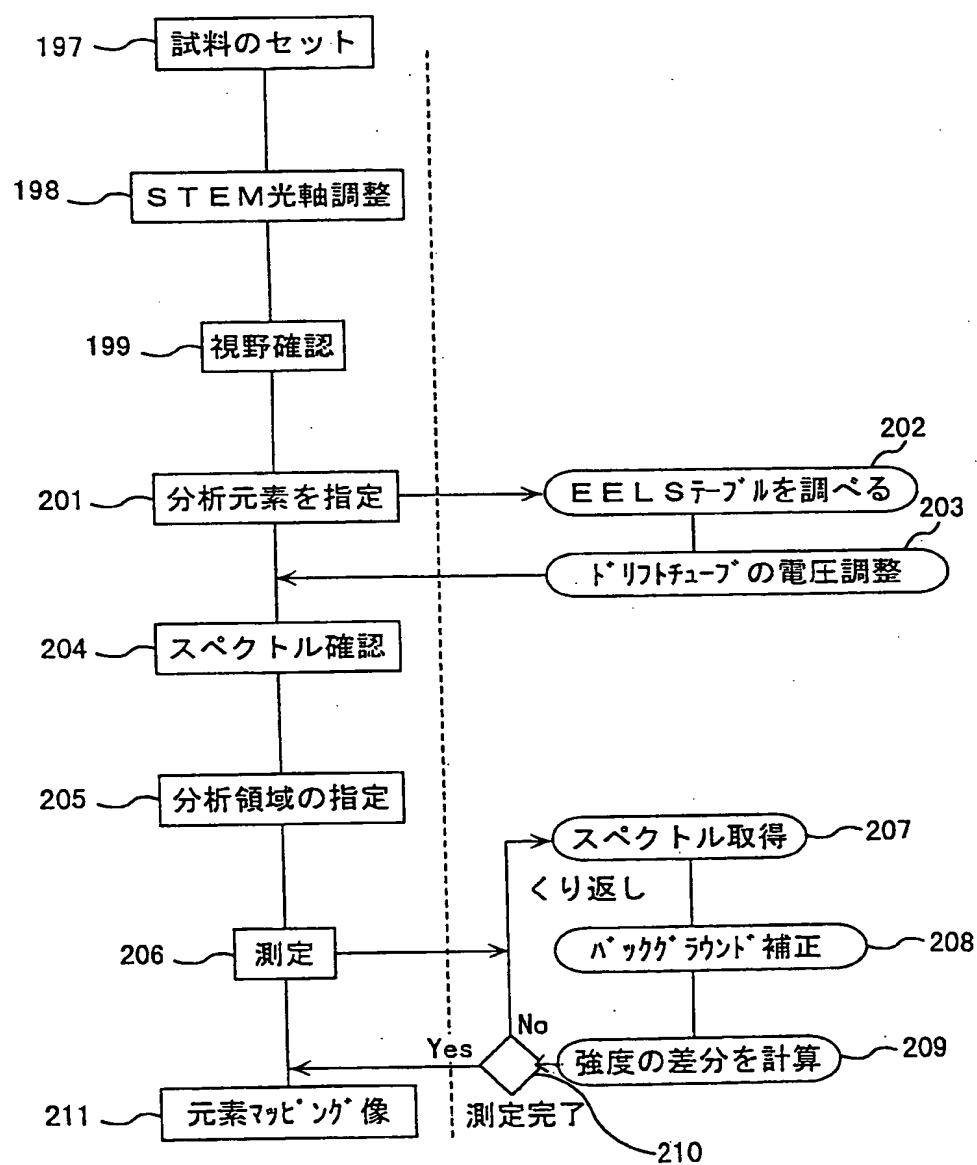 197
試料のセット
198
STEM光軸調整
199
視野確認
202
201
分析元素を指定
EELSﾃｰﾌﾞﾙを調べる
203
ﾄﾞﾘﾌﾄﾁｭｰﾌﾞの電圧調整
204
スペクトル確認
205
分析領域の指定
スペクトル取得
207
くり返し
206
測定
ﾊﾞｯｸｸﾞﾗｳﾝﾄﾞ補正
208
No
Yes
強度の差分を計算
209
211
元素ﾏｯﾋﾟﾝｸﾞ像
測定完了
210